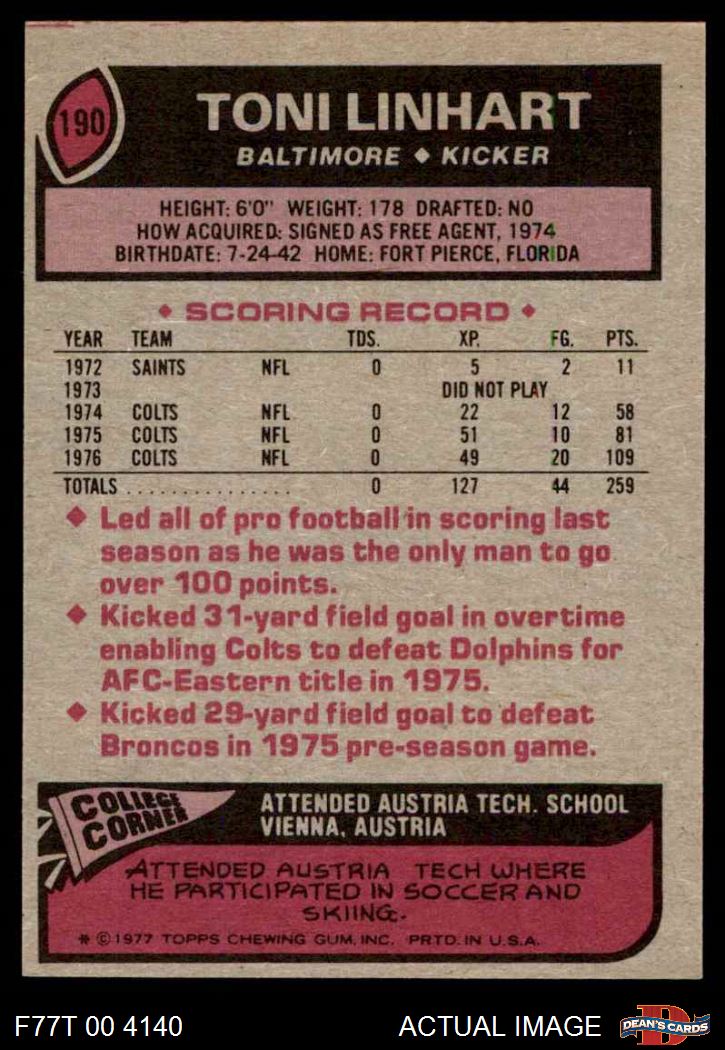 190
TONI LINHART
BALTIMORE ◆ KICKER
HEIGHT: 6'0" WEIGHT: 178 DRAFTED: NO
HOW ACQUIRED: SIGNED AS FREE AGENT, 1974
BIRTHDATE: 7-24-42 HOME: FORT PIERCE, FLORIDA
◆ SCORING RECORD ◆
YEAR TEAM TDS. XP. FG. PTS.
1972 SAINTS NFL 0 5 2 11
1973 DID NOT PLAY
1974 COLTS NFL 0 22 12 58
1975 COLTS NFL 0 51 10 81
1976 COLTS NFL 0 49 20 109
TOTALS . . . . . . . . . . . . . . . 0 127 44 259
◆ Led all of pro football in scoring last
season as he was the only man to go
over 100 points.
◆ Kicked 31-yard field goal in overtime
enabling Colts to defeat Dolphins for
AFC-Eastern title in 1975.
◆ Kicked 29-yard field goal to defeat
Broncos in 1975 pre-season game.
COLLEGE
CORNER
ATTENDED AUSTRIA TECH. SCHOOL
VIENNA, AUSTRIA
ATTENDED AUSTRIA TECH WHERE
HE PARTICIPATED IN SOCCER AND
SKIING.
* © 1977 TOPPS CHEWING GUM, INC. PRTD. IN U.S.A.
F77T 00 4140 ACTUAL IMAGE D DEAN'S CARDS